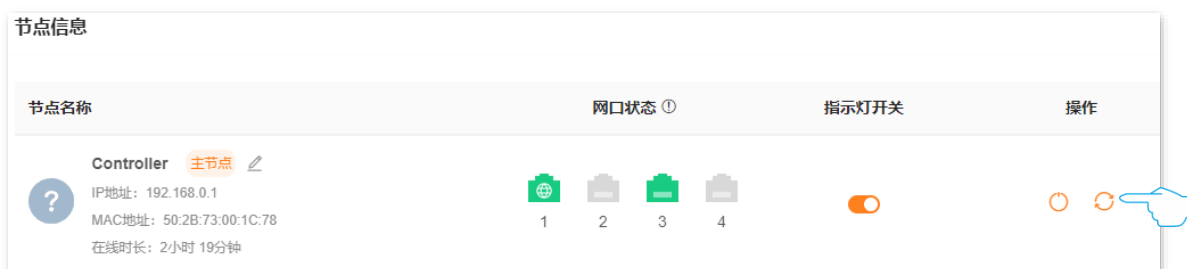 节点信息
节点名称 网口状态 指示灯开关 操作
Controller 主节点
IP地址：192.168.0.1
MAC地址：50:2B:73:00:1C:78
在线时长：2小时 19分钟
1 2 3 4